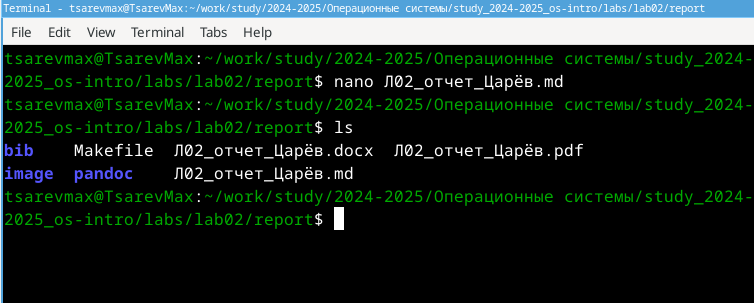 Terminal - tsarevmax@TsarevMax:~/work/study/2024-2025/Операционные системы/study_2024-2025_os-intro/labs/lab02/report
File Edit View Terminal Tabs Help
tsarevmax@TsarevMax:~/work/study/2024-2025/Операционные системы/study_2024-
2025_os-intro/labs/lab02/report$ nano Л02_отчет_Царёв.md
tsarevmax@TsarevMax:~/work/study/2024-2025/Операционные системы/study_2024-
2025_os-intro/labs/lab02/report$ ls
bib Makefile Л02_отчет_Царёв.docx Л02_отчет_Царёв.pdf
image pandoc Л02_отчет_Царёв.md
tsarevmax@TsarevMax:~/work/study/2024-2025/Операционные системы/study_2024-
2025_os-intro/labs/lab02/report$